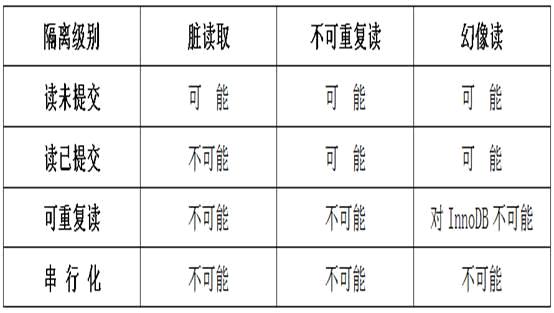 隔离级别 脏读取 不可重复读 幻像读
读未提交 可 能 可 能 可 能
读已提交 不可能 可 能 可 能
可重复读 不可能 不可能 对 InnoDB 不可能
串 行 化 不可能 不可能 不可能